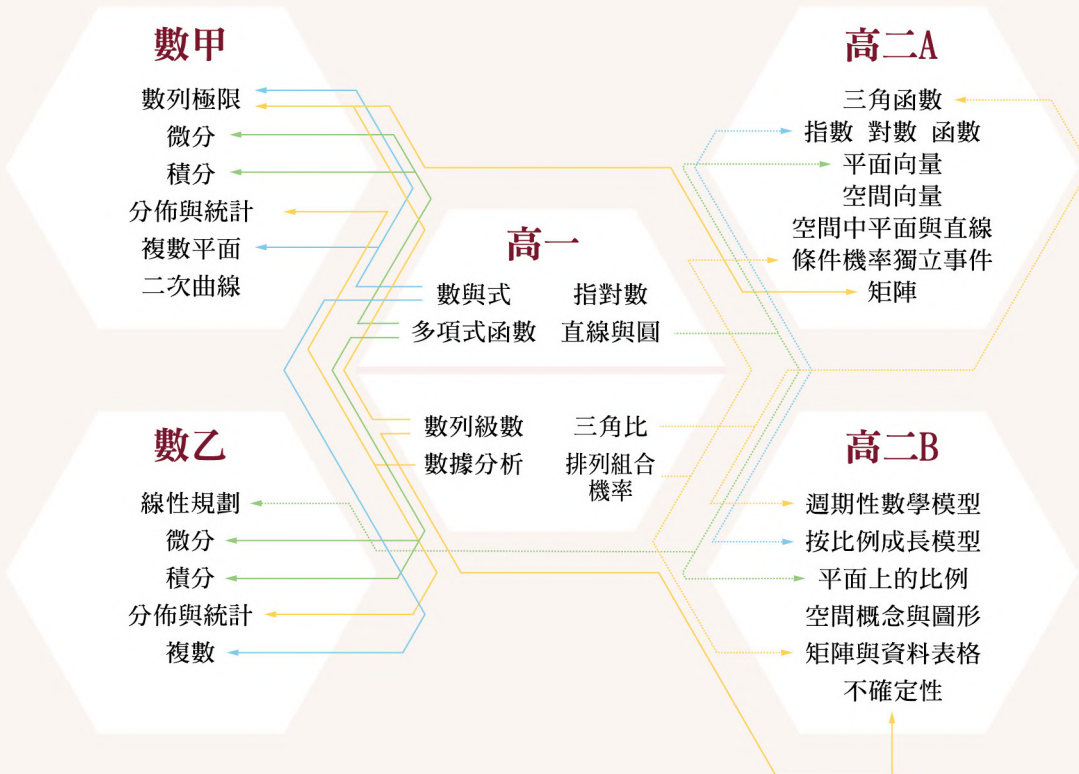 數甲
數列極限
微分
積分
分佈與統計
複數平面
二次曲線
高二A
三角函數
指數 對數 函數
平面向量
空間向量
空間中平面與直線
條件機率獨立事件
矩陣
高一
數與式 指對數
多項式函數 直線與圓
數列級數 三角比
數據分析 排列組合
機率
數乙
線性規劃
微分
積分
分佈與統計
複數
高二B
週期性數學模型
按比例成長模型
平面上的比例
空間概念與圖形
矩陣與資料表格
不確定性